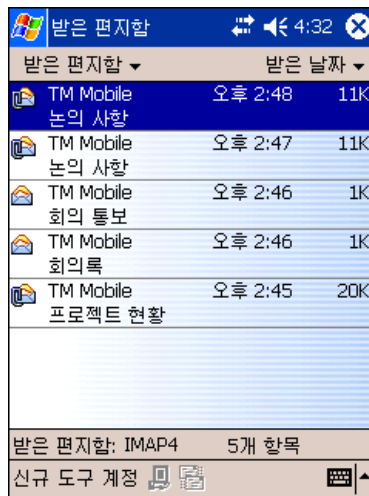 받은 편지함 4:32
받은 편지함 받은 날짜
TM Mobile 오후 2:48 11K
논의 사항
TM Mobile 오후 2:47 11K
논의 사항
TM Mobile 오후 2:46 1K
회의 통보
TM Mobile 오후 2:46 1K
회의록
TM Mobile 오후 2:45 20K
프로젝트 현황
받은 편지함: IMAP4 5개 항목
신규 도구 계정